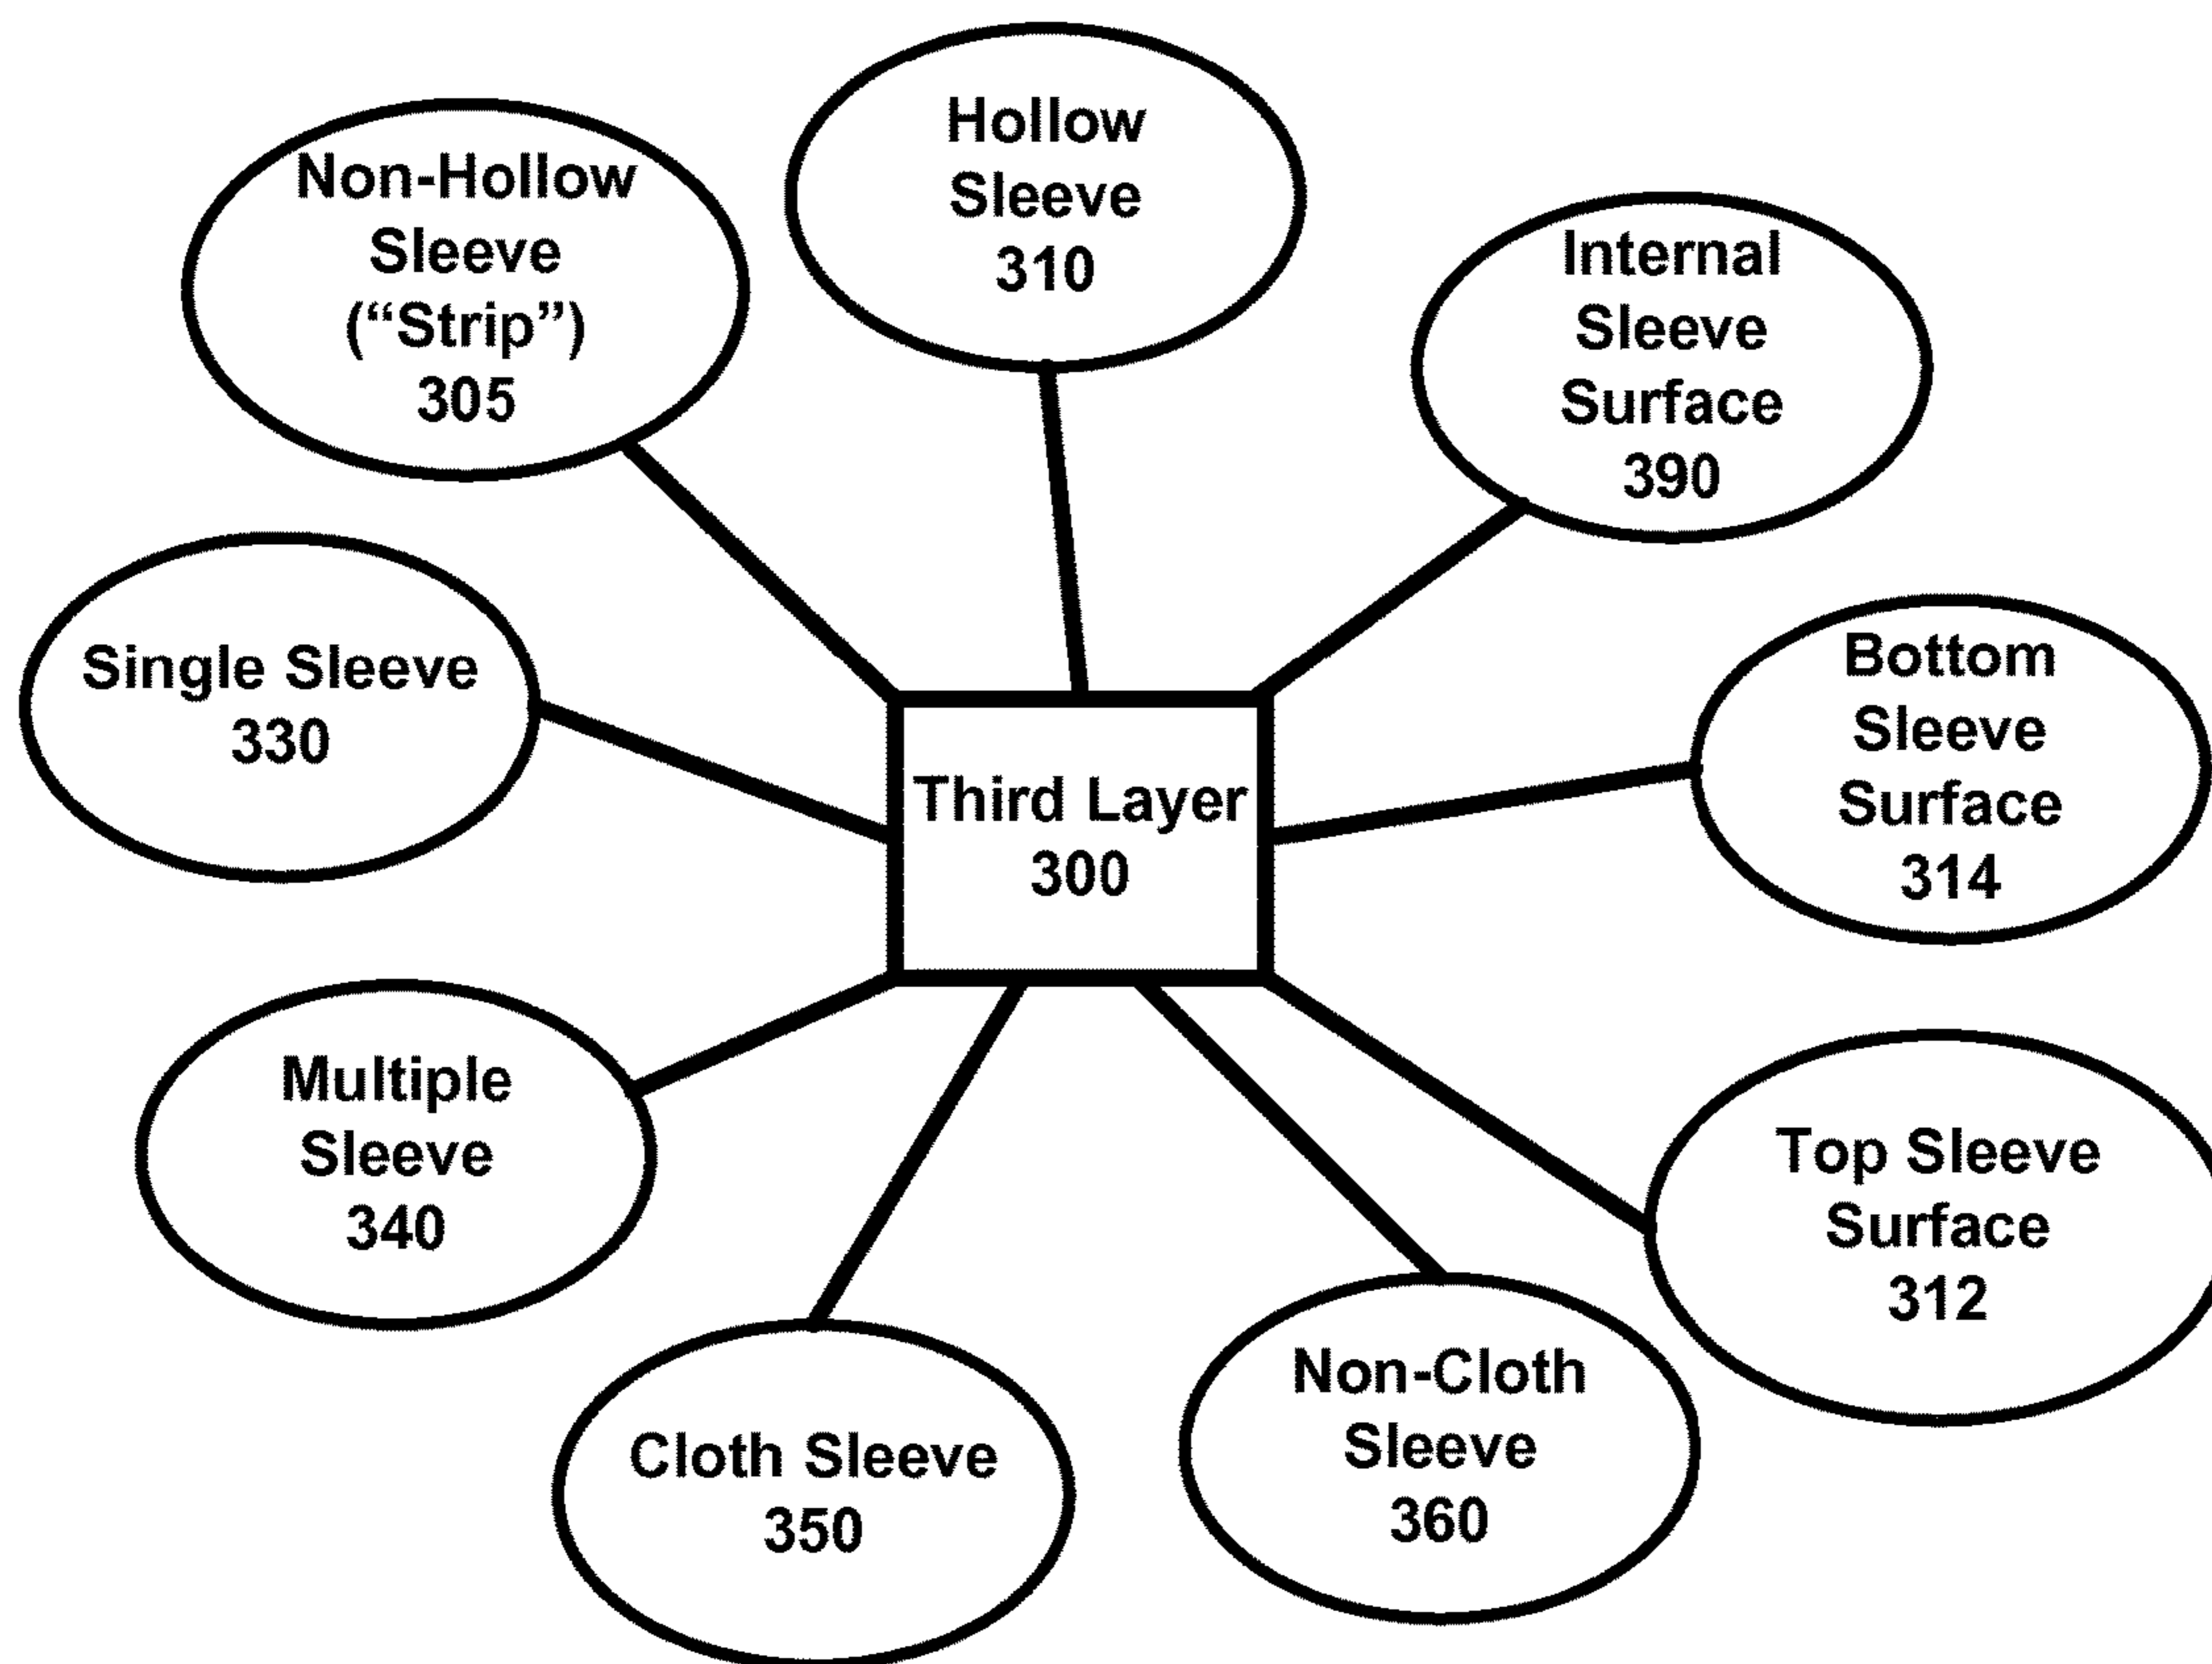 Hollow
Sleeve
310
Non-Hollow
Sleeve
(“Strip”)
305
Internal
Sleeve
Surface
390
Single Sleeve
330
Bottom
Sleeve
Surface
314
Third Layer
300
Multiple
Sleeve
340
Top Sleeve
Surface
312
Cloth Sleeve
350
Non-Cloth
Sleeve
360